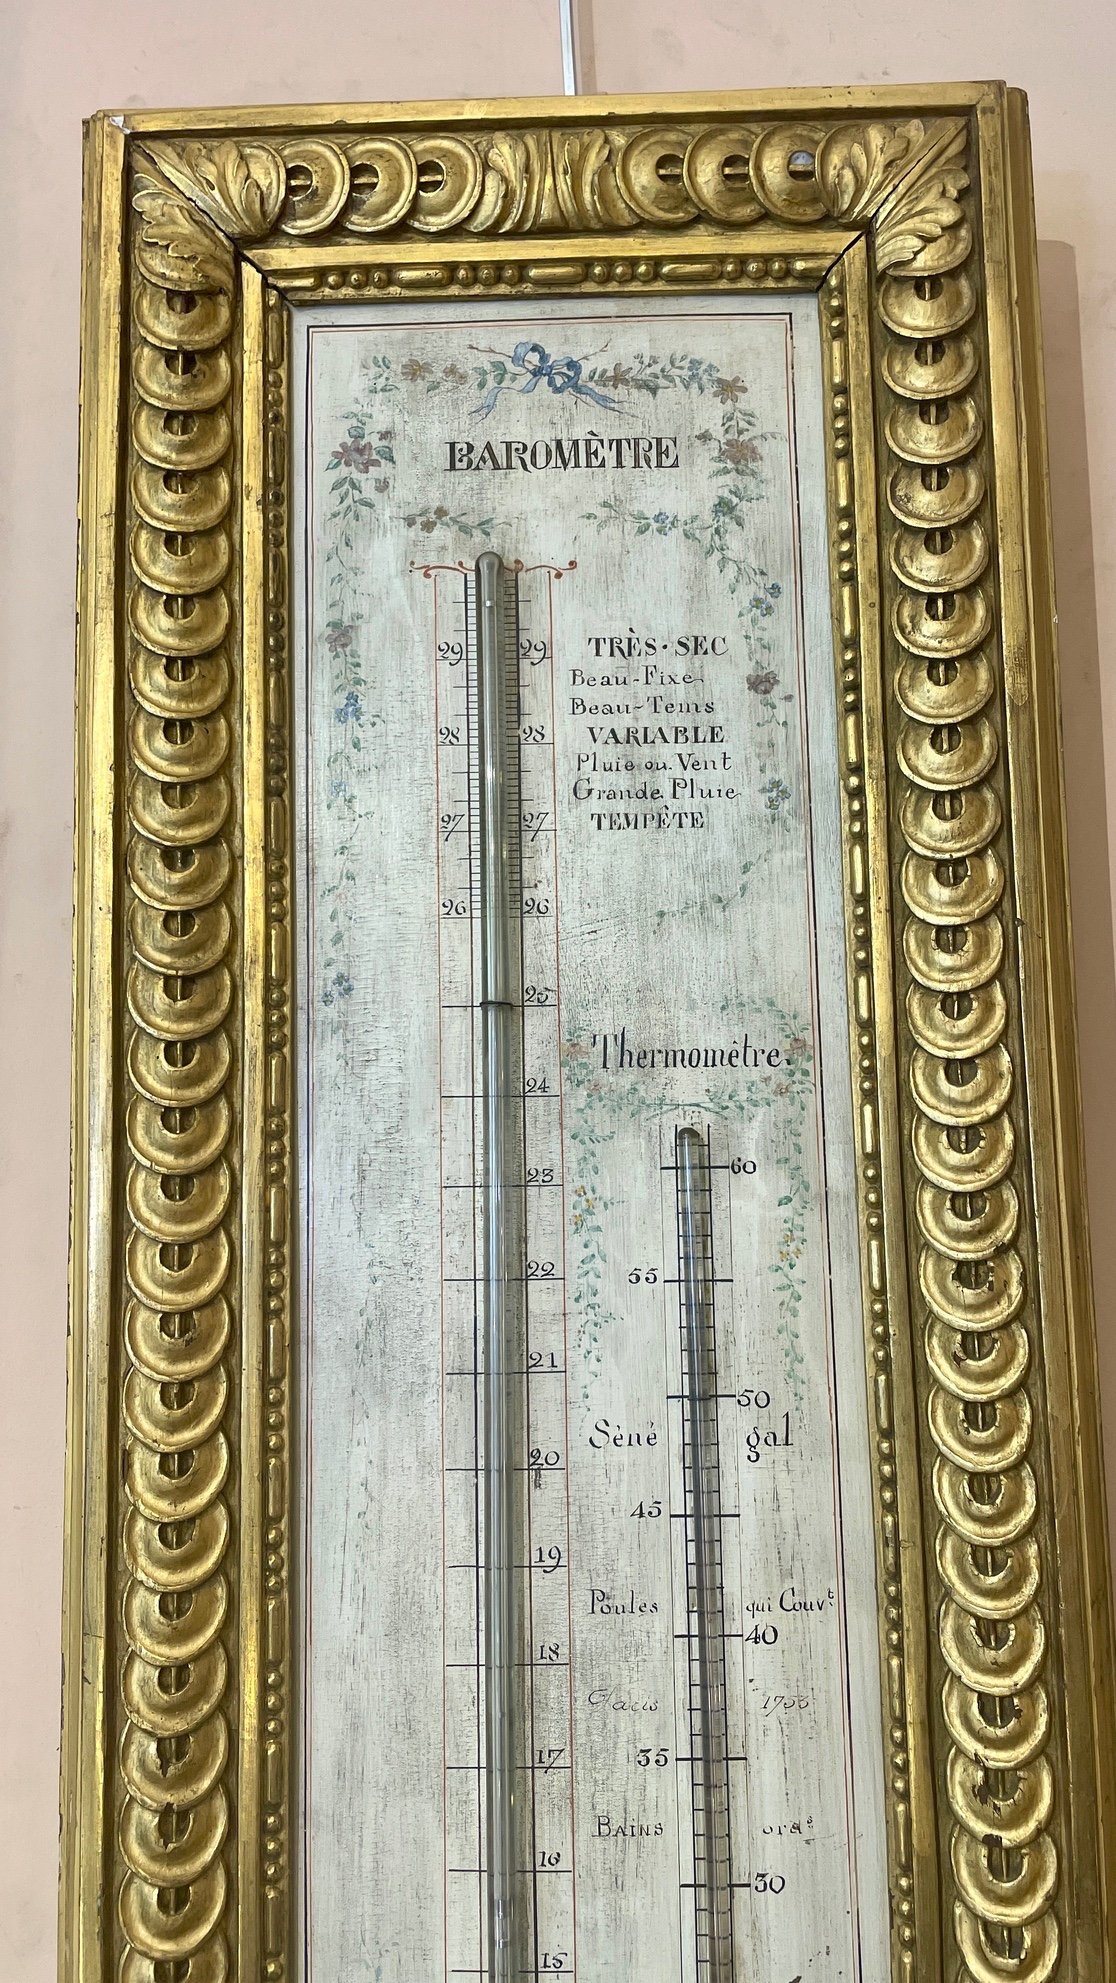 BAROMÈTRE
29 29 TRÈS·SEC
Beau-Fixe
Beau-Tems
28 28 VARIABLE
Pluie ou Vent
Grande Pluie
27 27 TEMPÊTE
26 26
25
Thermomètre
24
23 60
22 55
21
50
Séné gal
20
45
19
Poules qui Couv.t
40
18
1753
17 35
Bains ord.s
16 30
15